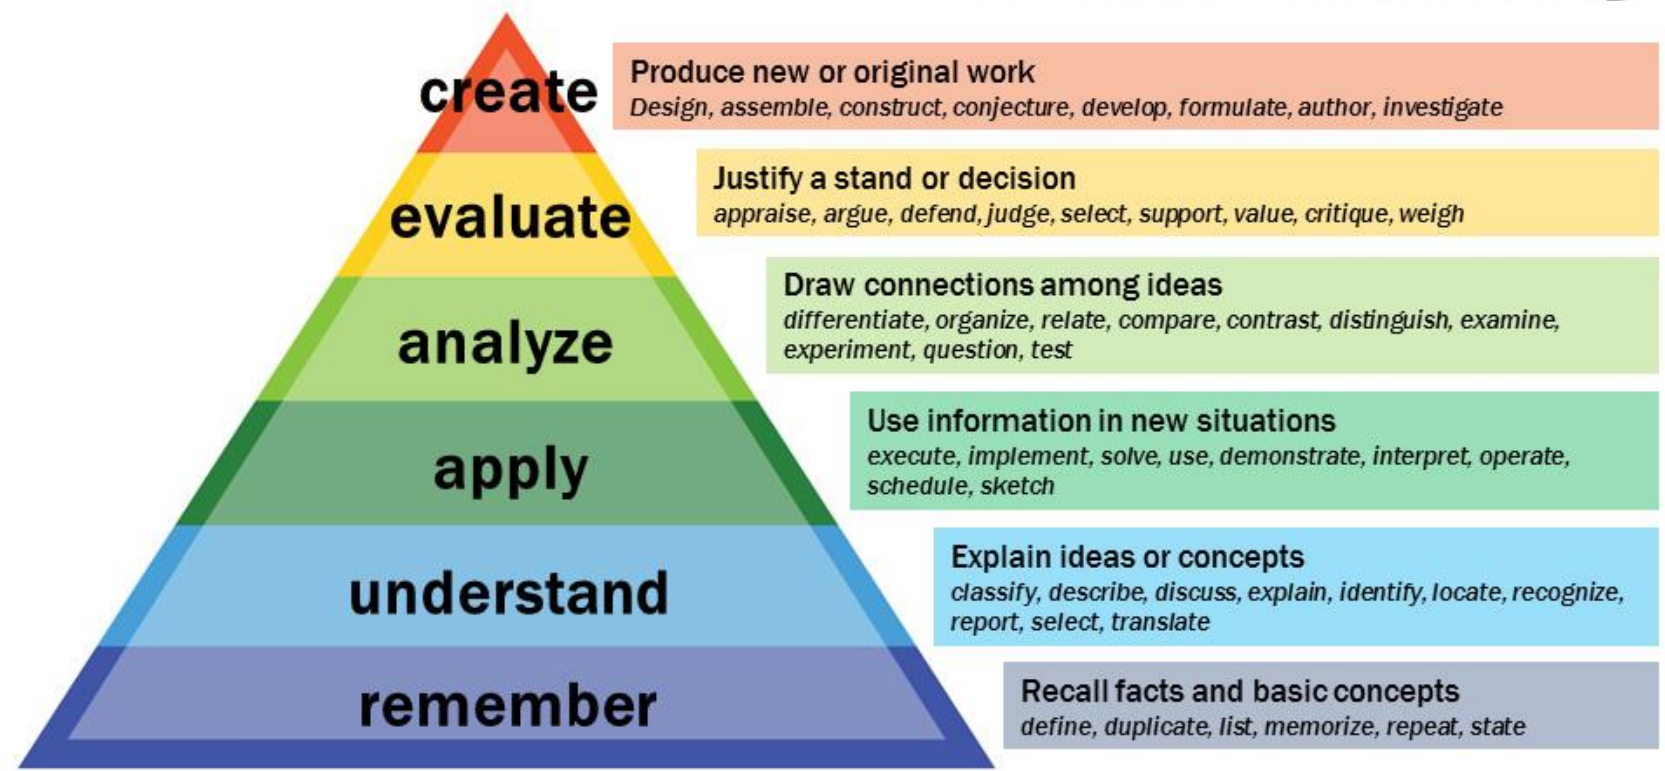 create
Produce new or original work
Design, assemble, construct, conjecture, develop, formulate, author, investigate
evaluate
Justify a stand or decision
appraise, argue, defend, judge, select, support, value, critique, weigh
analyze
Draw connections among ideas
differentiate, organize, relate, compare, contrast, distinguish, examine,
experiment, question, test
apply
Use information in new situations
execute, implement, solve, use, demonstrate, interpret, operate,
schedule, sketch
understand
Explain ideas or concepts
classify, describe, discuss, explain, identify, locate, recognize,
report, select, translate
remember
Recall facts and basic concepts
define, duplicate, list, memorize, repeat, state